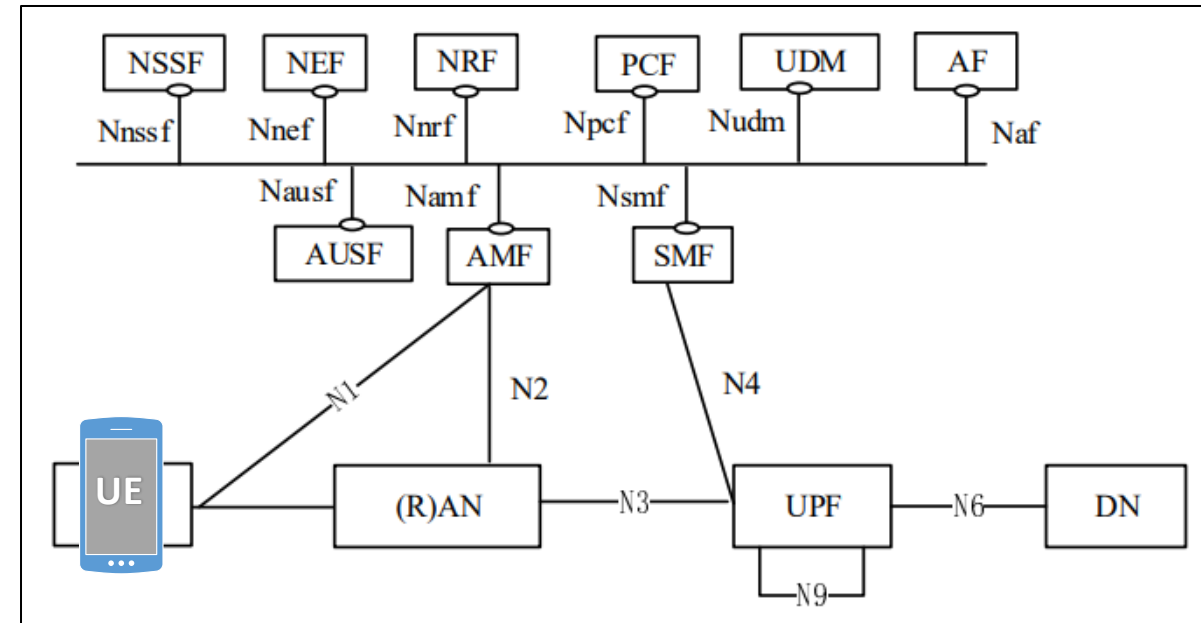 NSSF
NEF
NRF
PCF
UDM
AF
Nnssf
Nnef
Nnrf
Npcf
Nudm
Naf
Nausf
Namf
Nsmf
AUSF
AMF
SMF
N1
N2
N4
UE
(R)AN
N3
UPF
N6
DN
N9